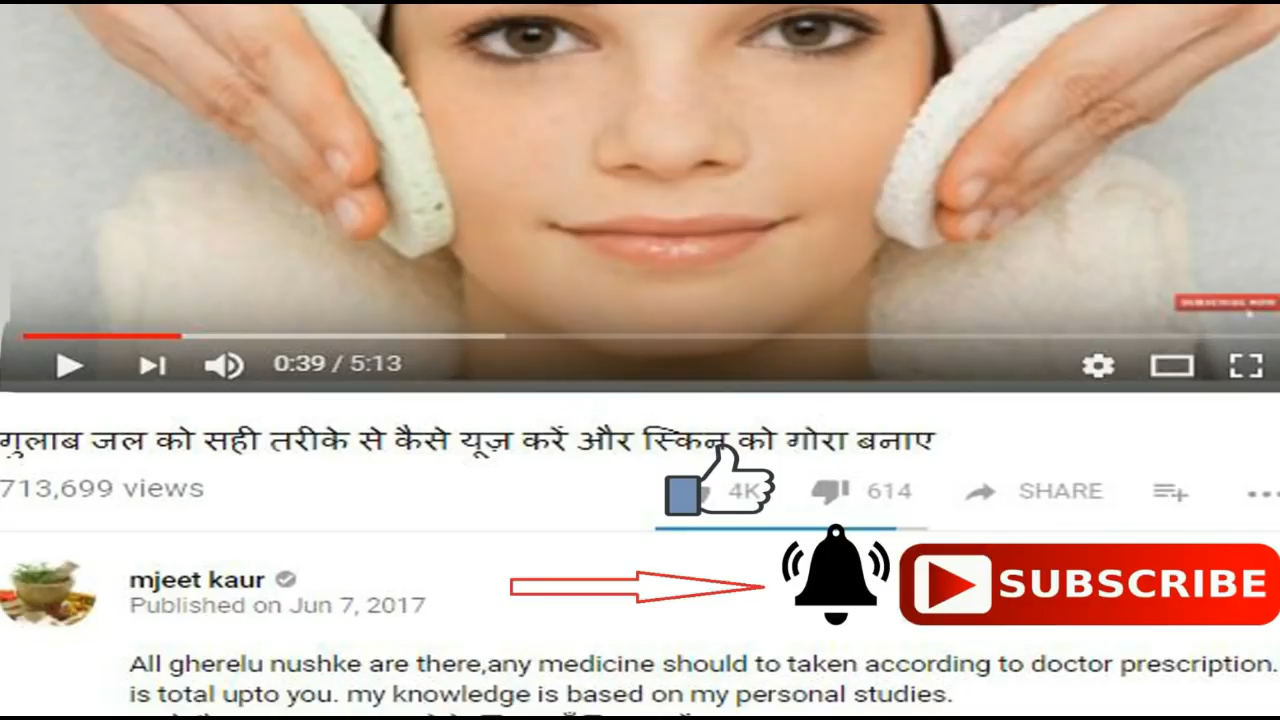 SUBSCRIBE NOW
0:39 / 5:13
गुलाब जल को सही तरीके से कैसे यूज़ करें और स्किन को गोरा बनाए
713,699 views
4K 614 SHARE
mjeet kaur
Published on Jun 7, 2017
SUBSCRIBE
All gherelu nushke are there,any medicine should to taken according to doctor prescription.
is total upto you. my knowledge is based on my personal studies.